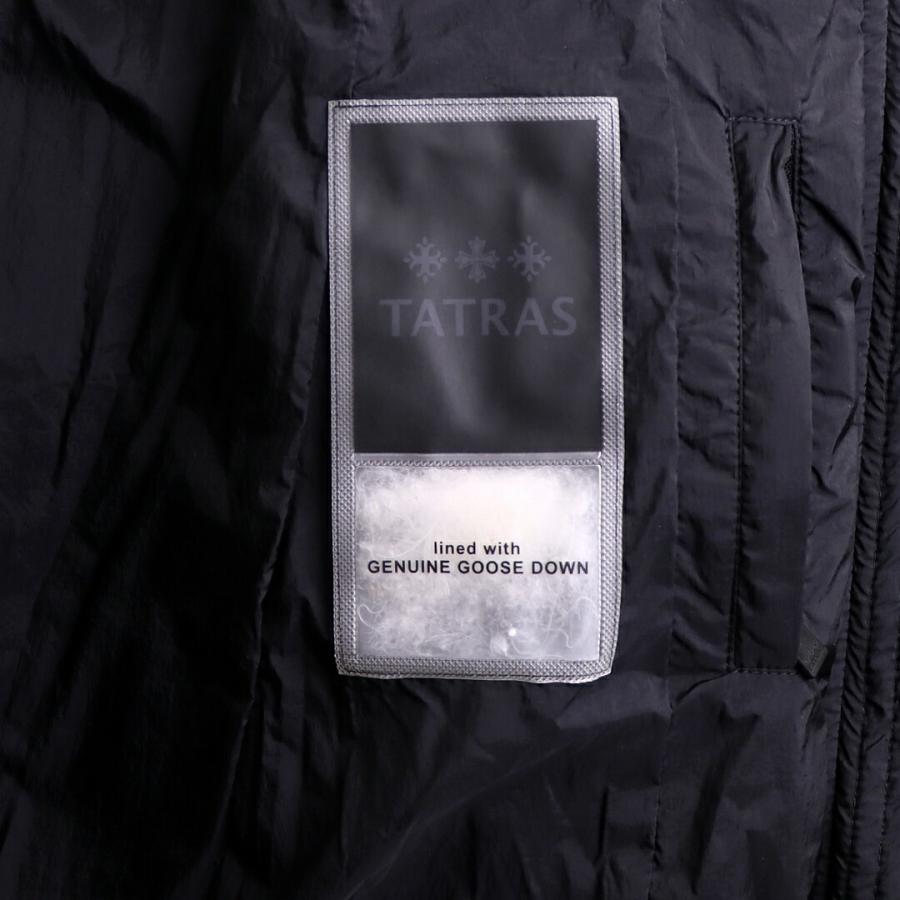 TATRAS
lined with
GENUINE GOOSE DOWN